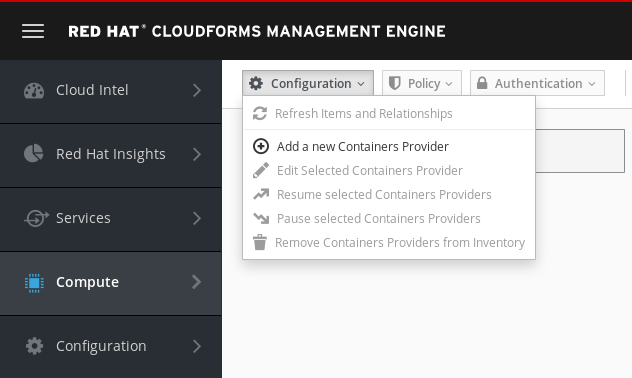 RED HAT® CLOUDFORMS MANAGEMENT ENGINE
Cloud Intel
Red Hat Insights
Services
Compute
Configuration
Configuration Policy Authentication
Refresh Items and Relationships
Add a new Containers Provider
Edit Selected Containers Provider
Resume selected Containers Providers
Pause selected Containers Providers
Remove Containers Providers from Inventory